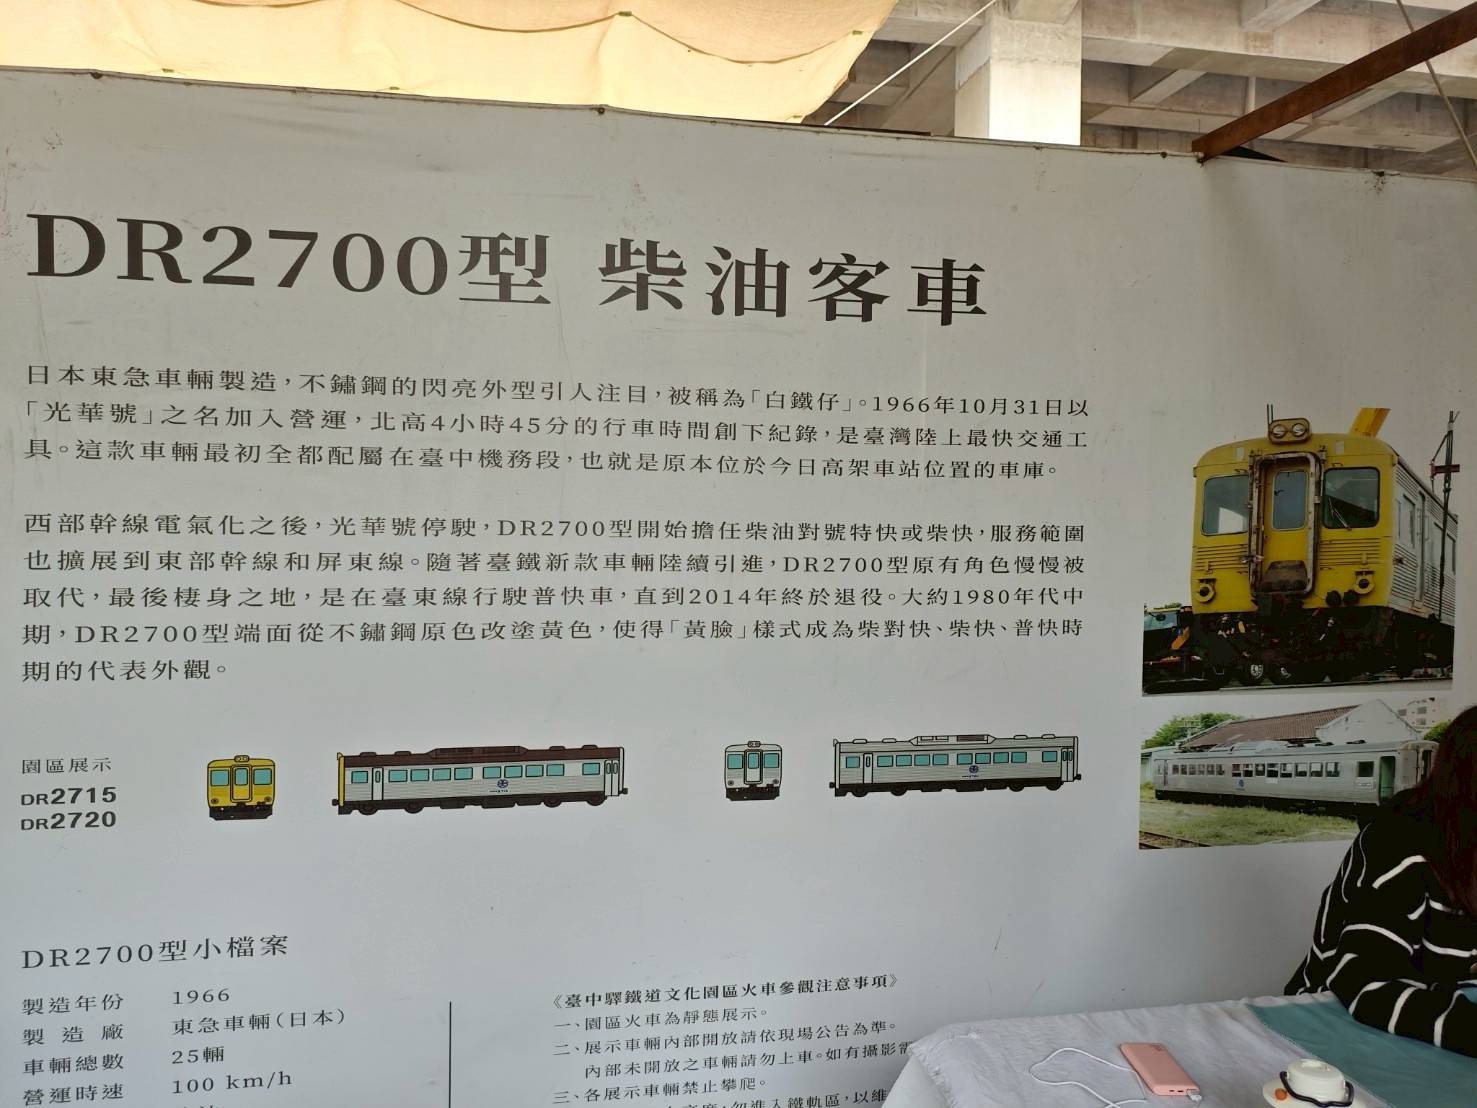 DR2700型 柴油客車
日本東急車輛製造，不鏽鋼的閃亮外型引人注目，被稱為「白鐵仔」。1966年10月31日以
「光華號」之名加入營運，北高4小時45分的行車時間創下紀錄，是臺灣陸上最快交通工
具。這款車輛最初全都配屬在臺中機務段，也就是原本位於今日高架車站位置的車庫。
西部幹線電氣化之後，光華號停駛，DR2700型開始擔任柴油對號特快或柴快，服務範圍
也擴展到東部幹線和屏東線。隨著臺鐵新款車輛陸續引進，DR2700型原有角色慢慢被
取代，最後棲身之地，是在臺東線行駛普快車，直到2014年終於退役。大約1980年代中
期，DR2700型端面從不鏽鋼原色改塗黃色，使得「黃臉」樣式成為柴對快、柴快、普快時
期的代表外觀。
園區展示
DR2715
DR2720
DR2700型小檔案
製造年份 1966
製造廠 東急車輛（日本）
車輛總數 25輛
營運時速 100 km/h
《臺中驛鐵道文化園區火車參觀注意事項》
一、園區火車為靜態展示。
二、展示車輛內部開放請依現場公告為準。
內部未開放之車輛請勿上車。如有攝影需
三、各展示車輛禁止攀爬。
勿進入鐵軌區，以維